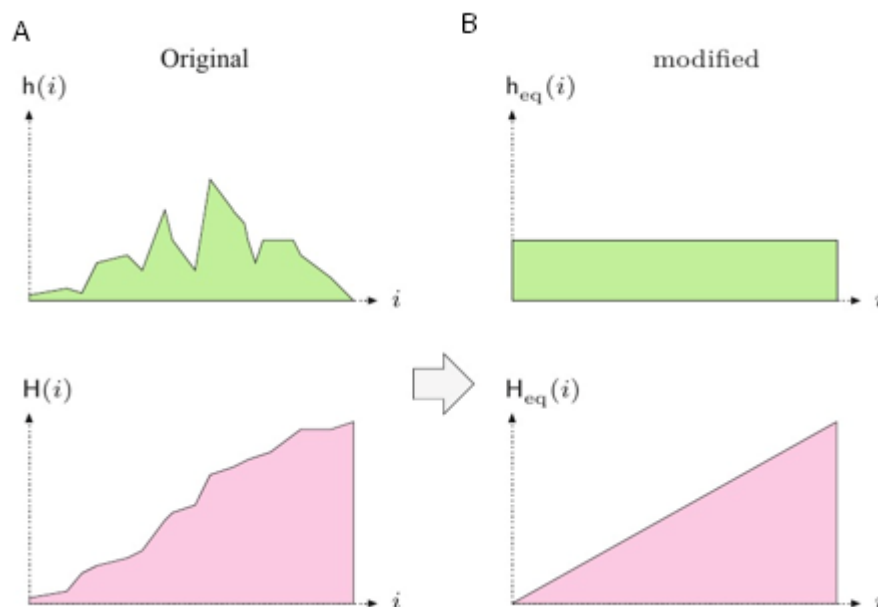 A
B
Original
modified
h(i)
h_eq(i)
i
i
H(i)
H_eq(i)
i
i